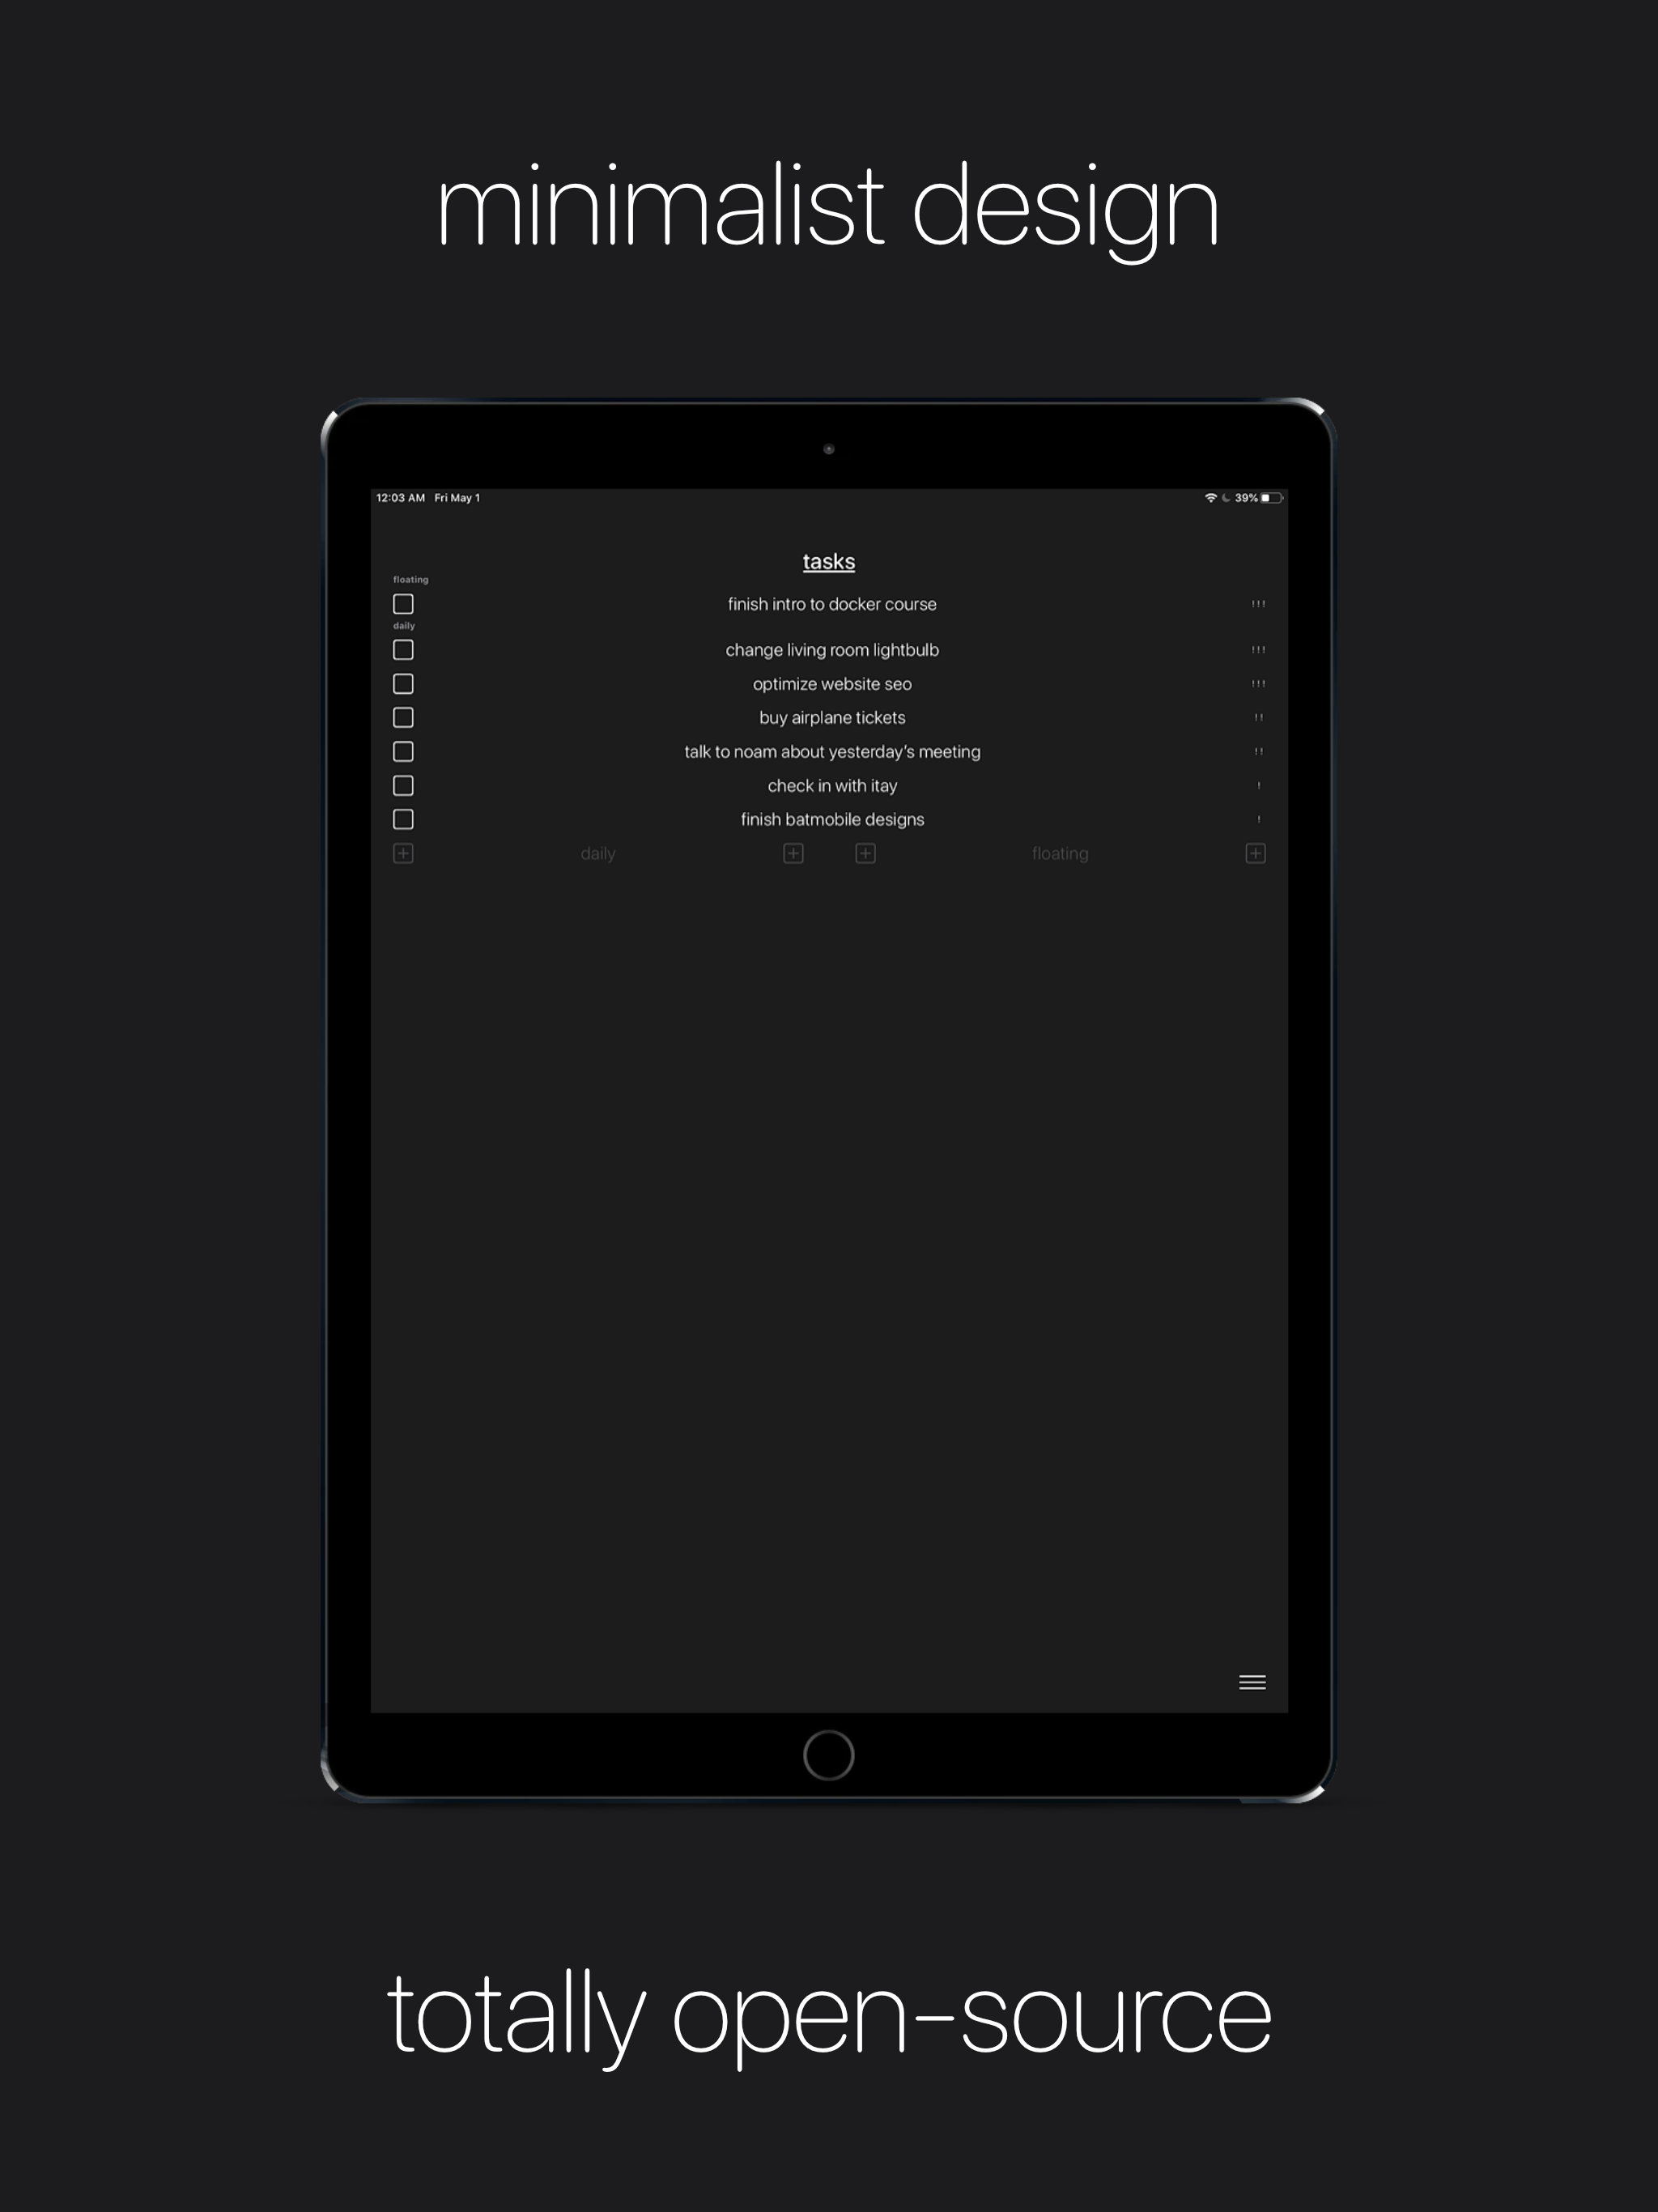 minimalist design
12:03 AM Fri May 1 39%
tasks
floating
finish intro to docker course !!!
daily
change living room lightbulb !!!
optimize website seo !!!
buy airplane tickets !!
talk to noam about yesterday's meeting !!
check in with itay !
finish batmobile designs !
daily floating
totally open-source